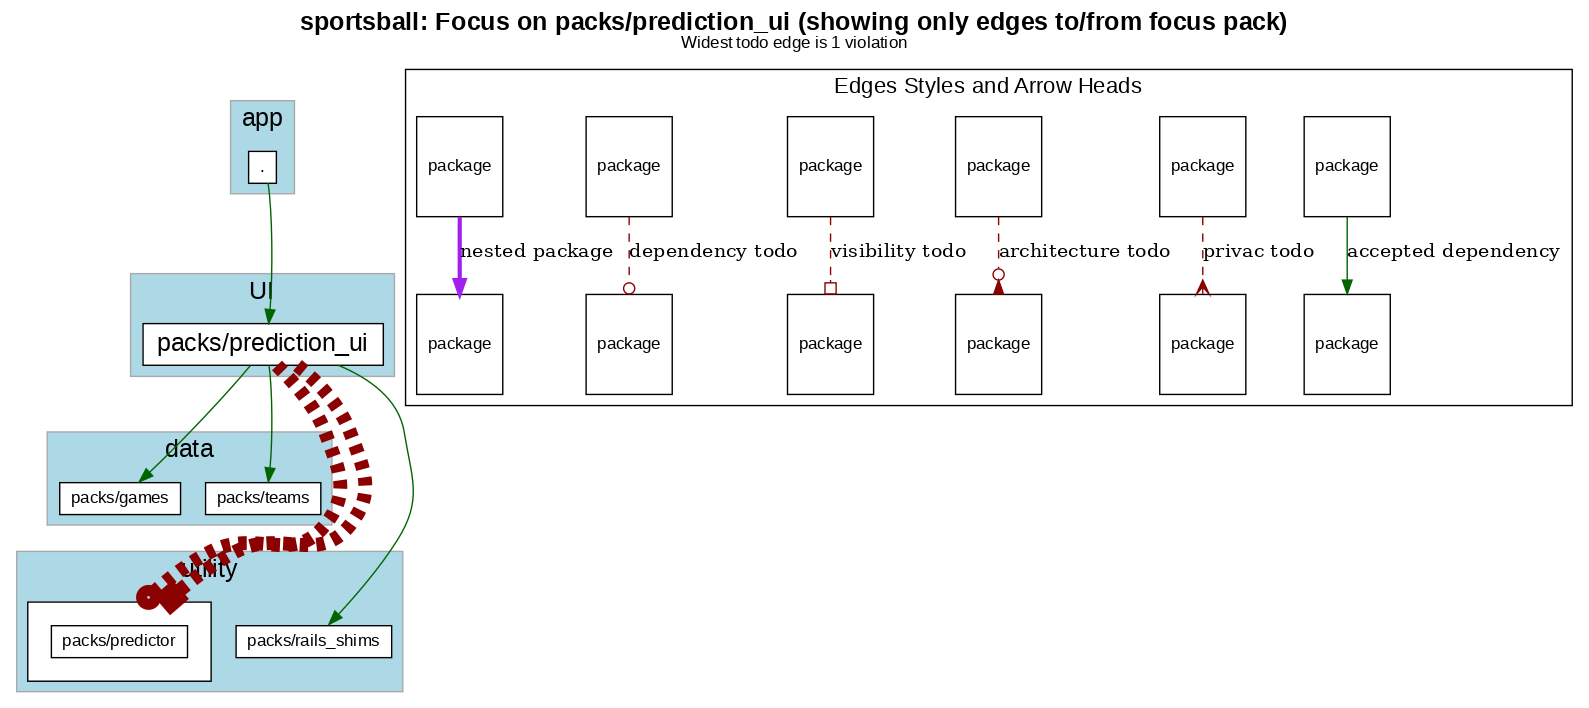 sportsball: Focus on packs/prediction_ui (showing only edges to/from focus pack)
Widest todo edge is 1 violation
app
.
UI
packs/prediction_ui
data
packs/games
packs/teams
utility
packs/predictor
packs/rails_shims
Edges Styles and Arrow Heads
package package package package package package
nested package dependency todo visibility todo architecture todo privac todo accepted dependency
package package package package package package